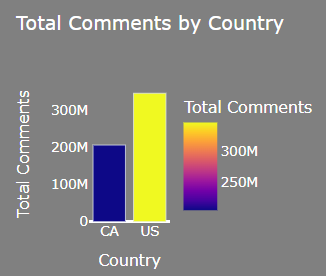 Total Comments by Country
Total Comments
300M
200M
100M
0
CA
US
Country
Total Comments
300M
250M